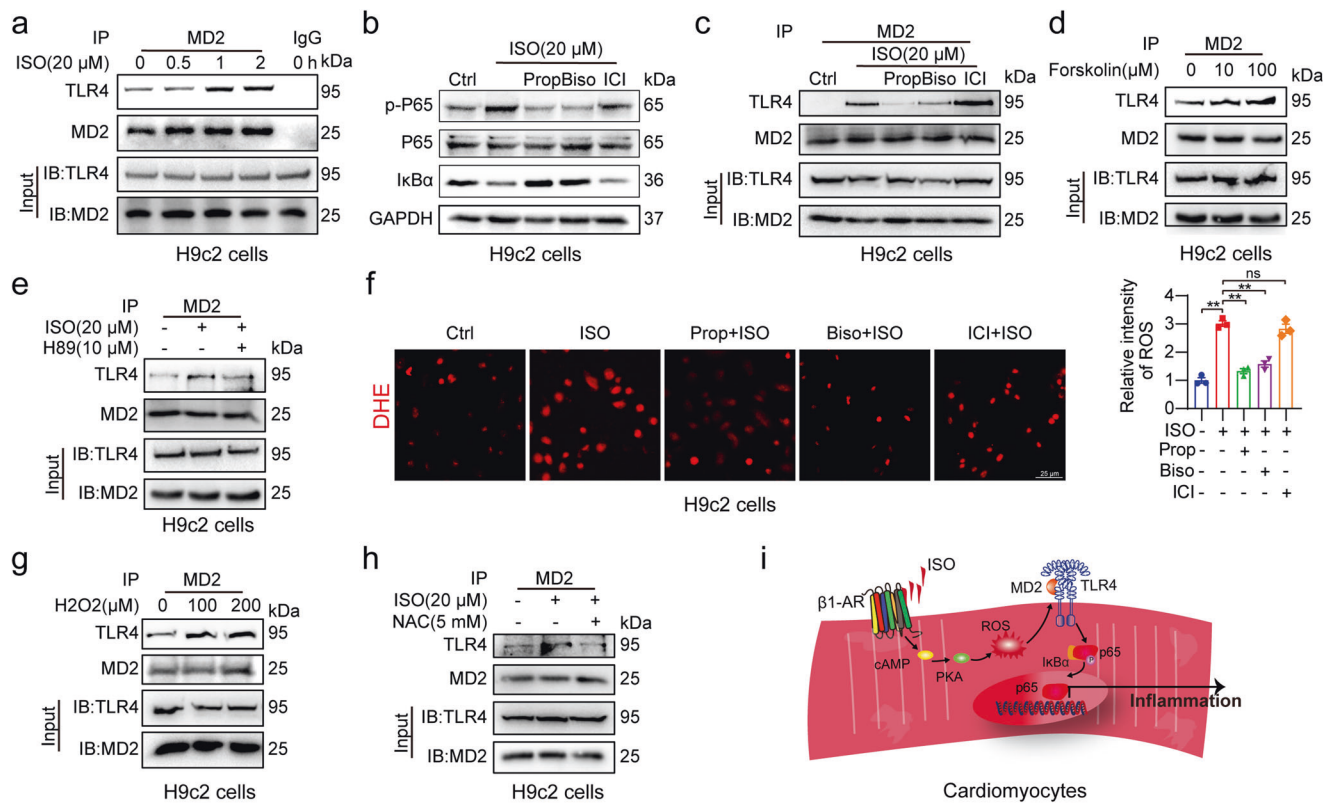 a
IP MD2 IgG
ISO(20 μM) 0 0.5 1 2 0 h kDa
TLR4 95
MD2 25
Input
IB:TLR4 95
IB:MD2 25
H9c2 cells
b
ISO(20 μM)
Ctrl PropBiso ICI kDa
p-P65 65
P65 65
IκBα 36
GAPDH 37
H9c2 cells
c
IP MD2
ISO(20 μM)
Ctrl PropBiso ICI kDa
TLR4 95
MD2 25
Input
IB:TLR4 95
IB:MD2 25
H9c2 cells
d
IP MD2
Forskolin(μM) 0 10 100 kDa
TLR4 95
MD2 25
Input
IB:TLR4 95
IB:MD2 25
H9c2 cells
e
IP MD2
ISO(20 μM) - + +
H89(10 μM) - - + kDa
TLR4 95
MD2 25
Input
IB:TLR4 95
IB:MD2 25
H9c2 cells
f
Ctrl ISO Prop+ISO Biso+ISO ICI+ISO
DHE
25 μm
H9c2 cells
Relative intensity
of ROS
4
3
2
1
0
ns
**
**
**
ISO - + + + +
Prop - - + - -
Biso - - - + -
ICI - - - - +
g
IP MD2
H2O2(μM) 0 100 200 kDa
TLR4 95
MD2 25
Input
IB:TLR4 95
IB:MD2 25
H9c2 cells
h
IP MD2
ISO(20 μM) - + +
NAC(5 mM) - - + kDa
TLR4 95
MD2 25
Input
IB:TLR4 95
IB:MD2 25
H9c2 cells
i
ISO
β1-AR
MD2
TLR4
ROS
cAMP
PKA
IκBα
p65
P
p65
Inflammation
Cardiomyocytes